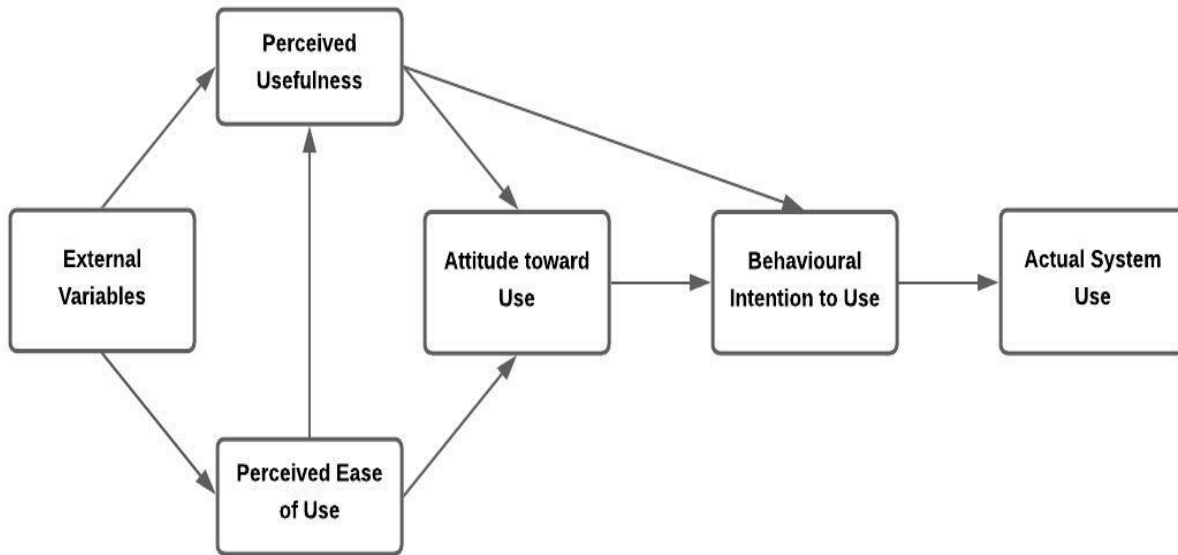 Perceived
Usefulness
External
Variables
Attitude toward
Use
Behavioural
Intention to Use
Actual System
Use
Perceived Ease
of Use